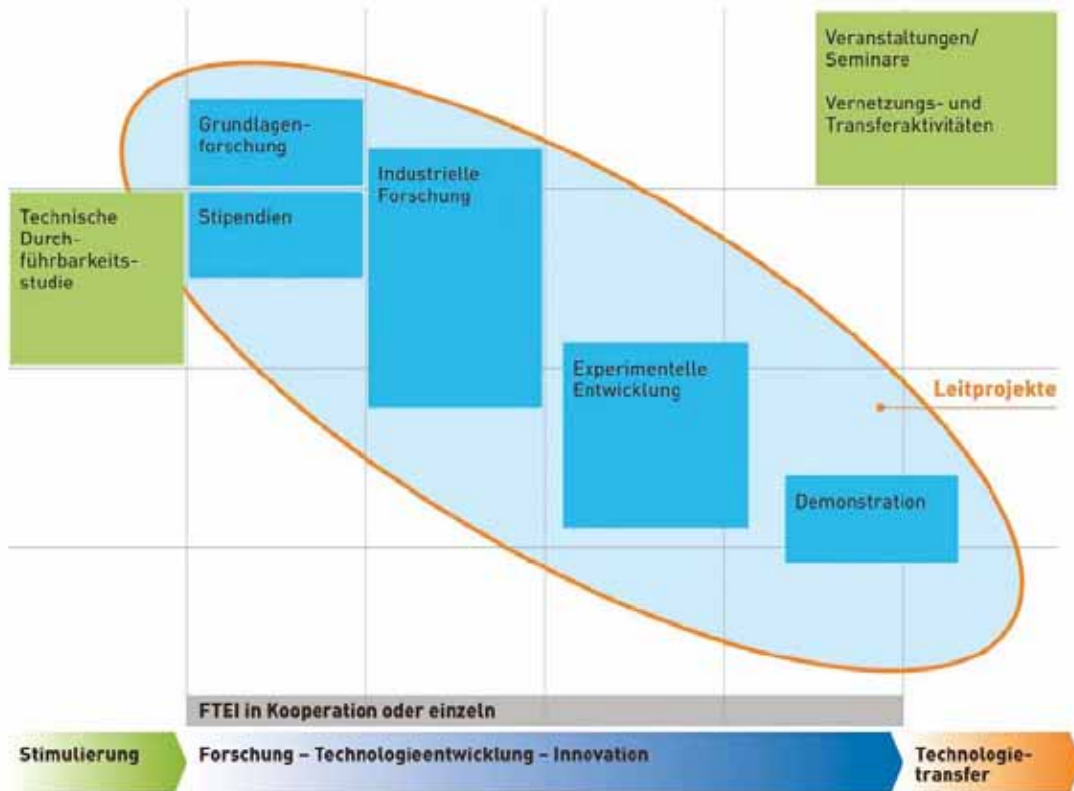 Veranstaltungen/
Seminare
Vernetzungs- und
Transferaktivitäten
Grundlagen-
forschung
Industrielle
Forschung
Technische
Durch-
führbarkeits-
studie
Stipendien
Experimentelle
Entwicklung
Leitprojekte
Demonstration
FTEI in Kooperation oder einzeln
Stimulierung
Forschung – Technologieentwicklung – Innovation
Technologie-
transfer